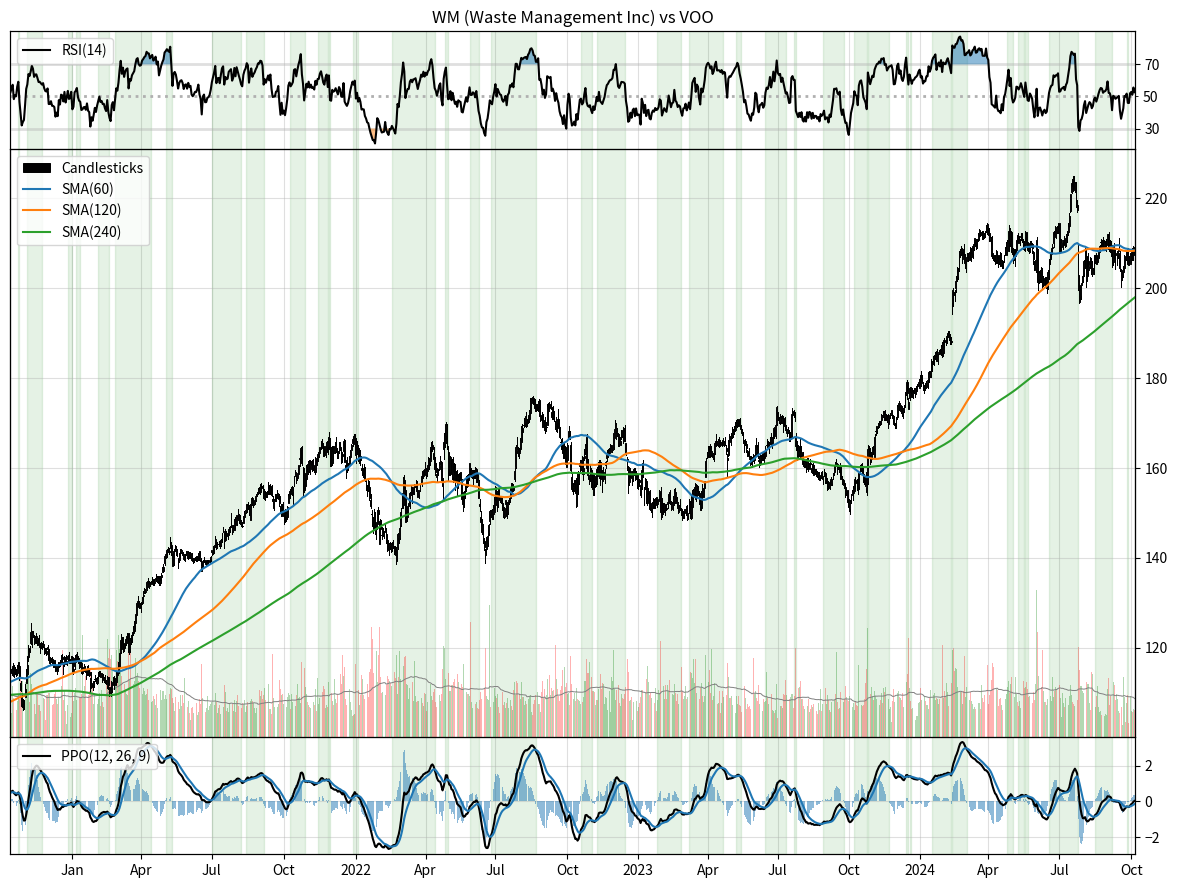 WM (Waste Management Inc) vs VOO
RSI(14)
70
50
30
Candlesticks
SMA(60)
SMA(120)
SMA(240)
220
200
180
160
140
120
PPO(12, 26, 9)
2
0
−2
Jan Apr Jul Oct 2022 Apr Jul Oct 2023 Apr Jul Oct 2024 Apr Jul Oct